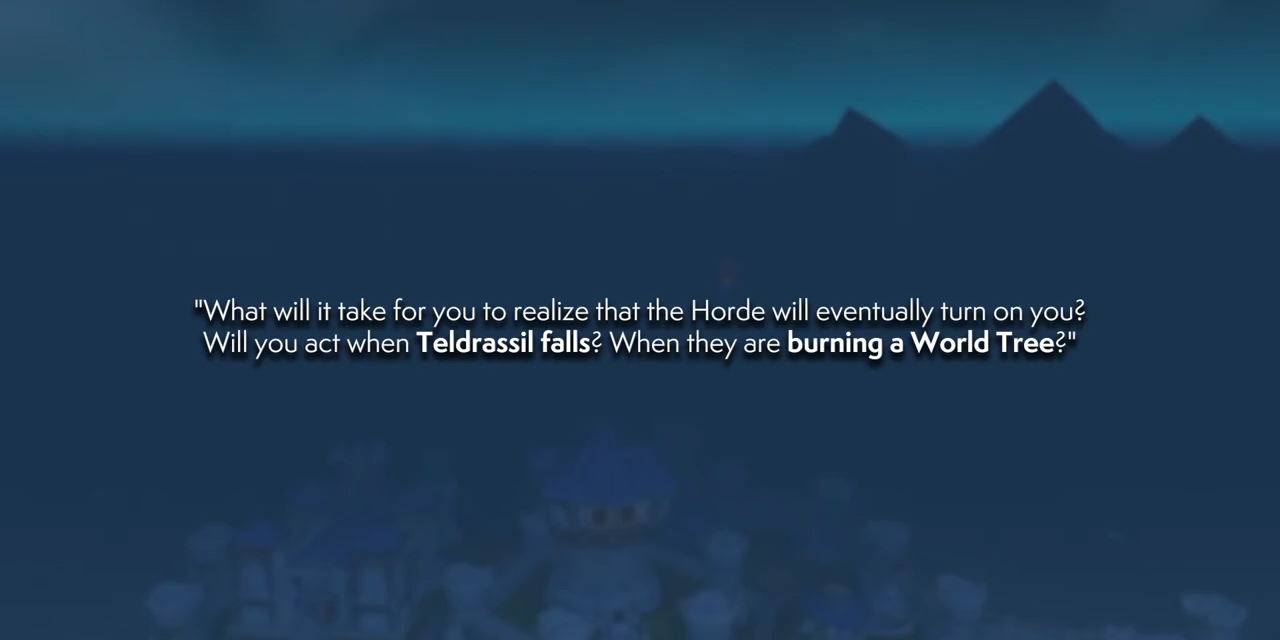 "What will it take for you to realize that the Horde will eventually turn on you?
Will you act when Teldrassil falls? When they are burning a World Tree?"